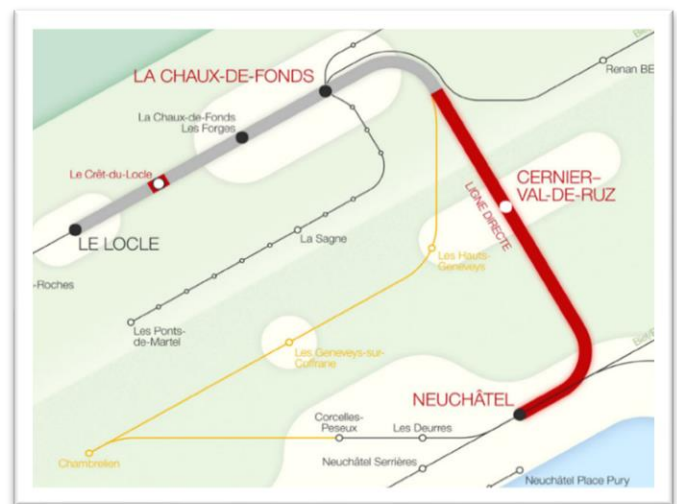 LA CHAUX-DE-FONDS
Renan BE
La Chaux-de-Fonds
Les Forges
Le Crêt-du-Locle
CERNIER–
VAL-DE-RUZ
LIGNE DIRECTE
LE LOCLE
La Sagne
Les Hauts-
Geneveys
-Roches
Les Ponts-
de-Martel
Les Geneveys-sur-
Coffrane
NEUCHÂTEL
Corcelles-
Peseux
Les Deurres
Chambrelien
Neuchâtel Serrières
Neuchâtel Place Pury